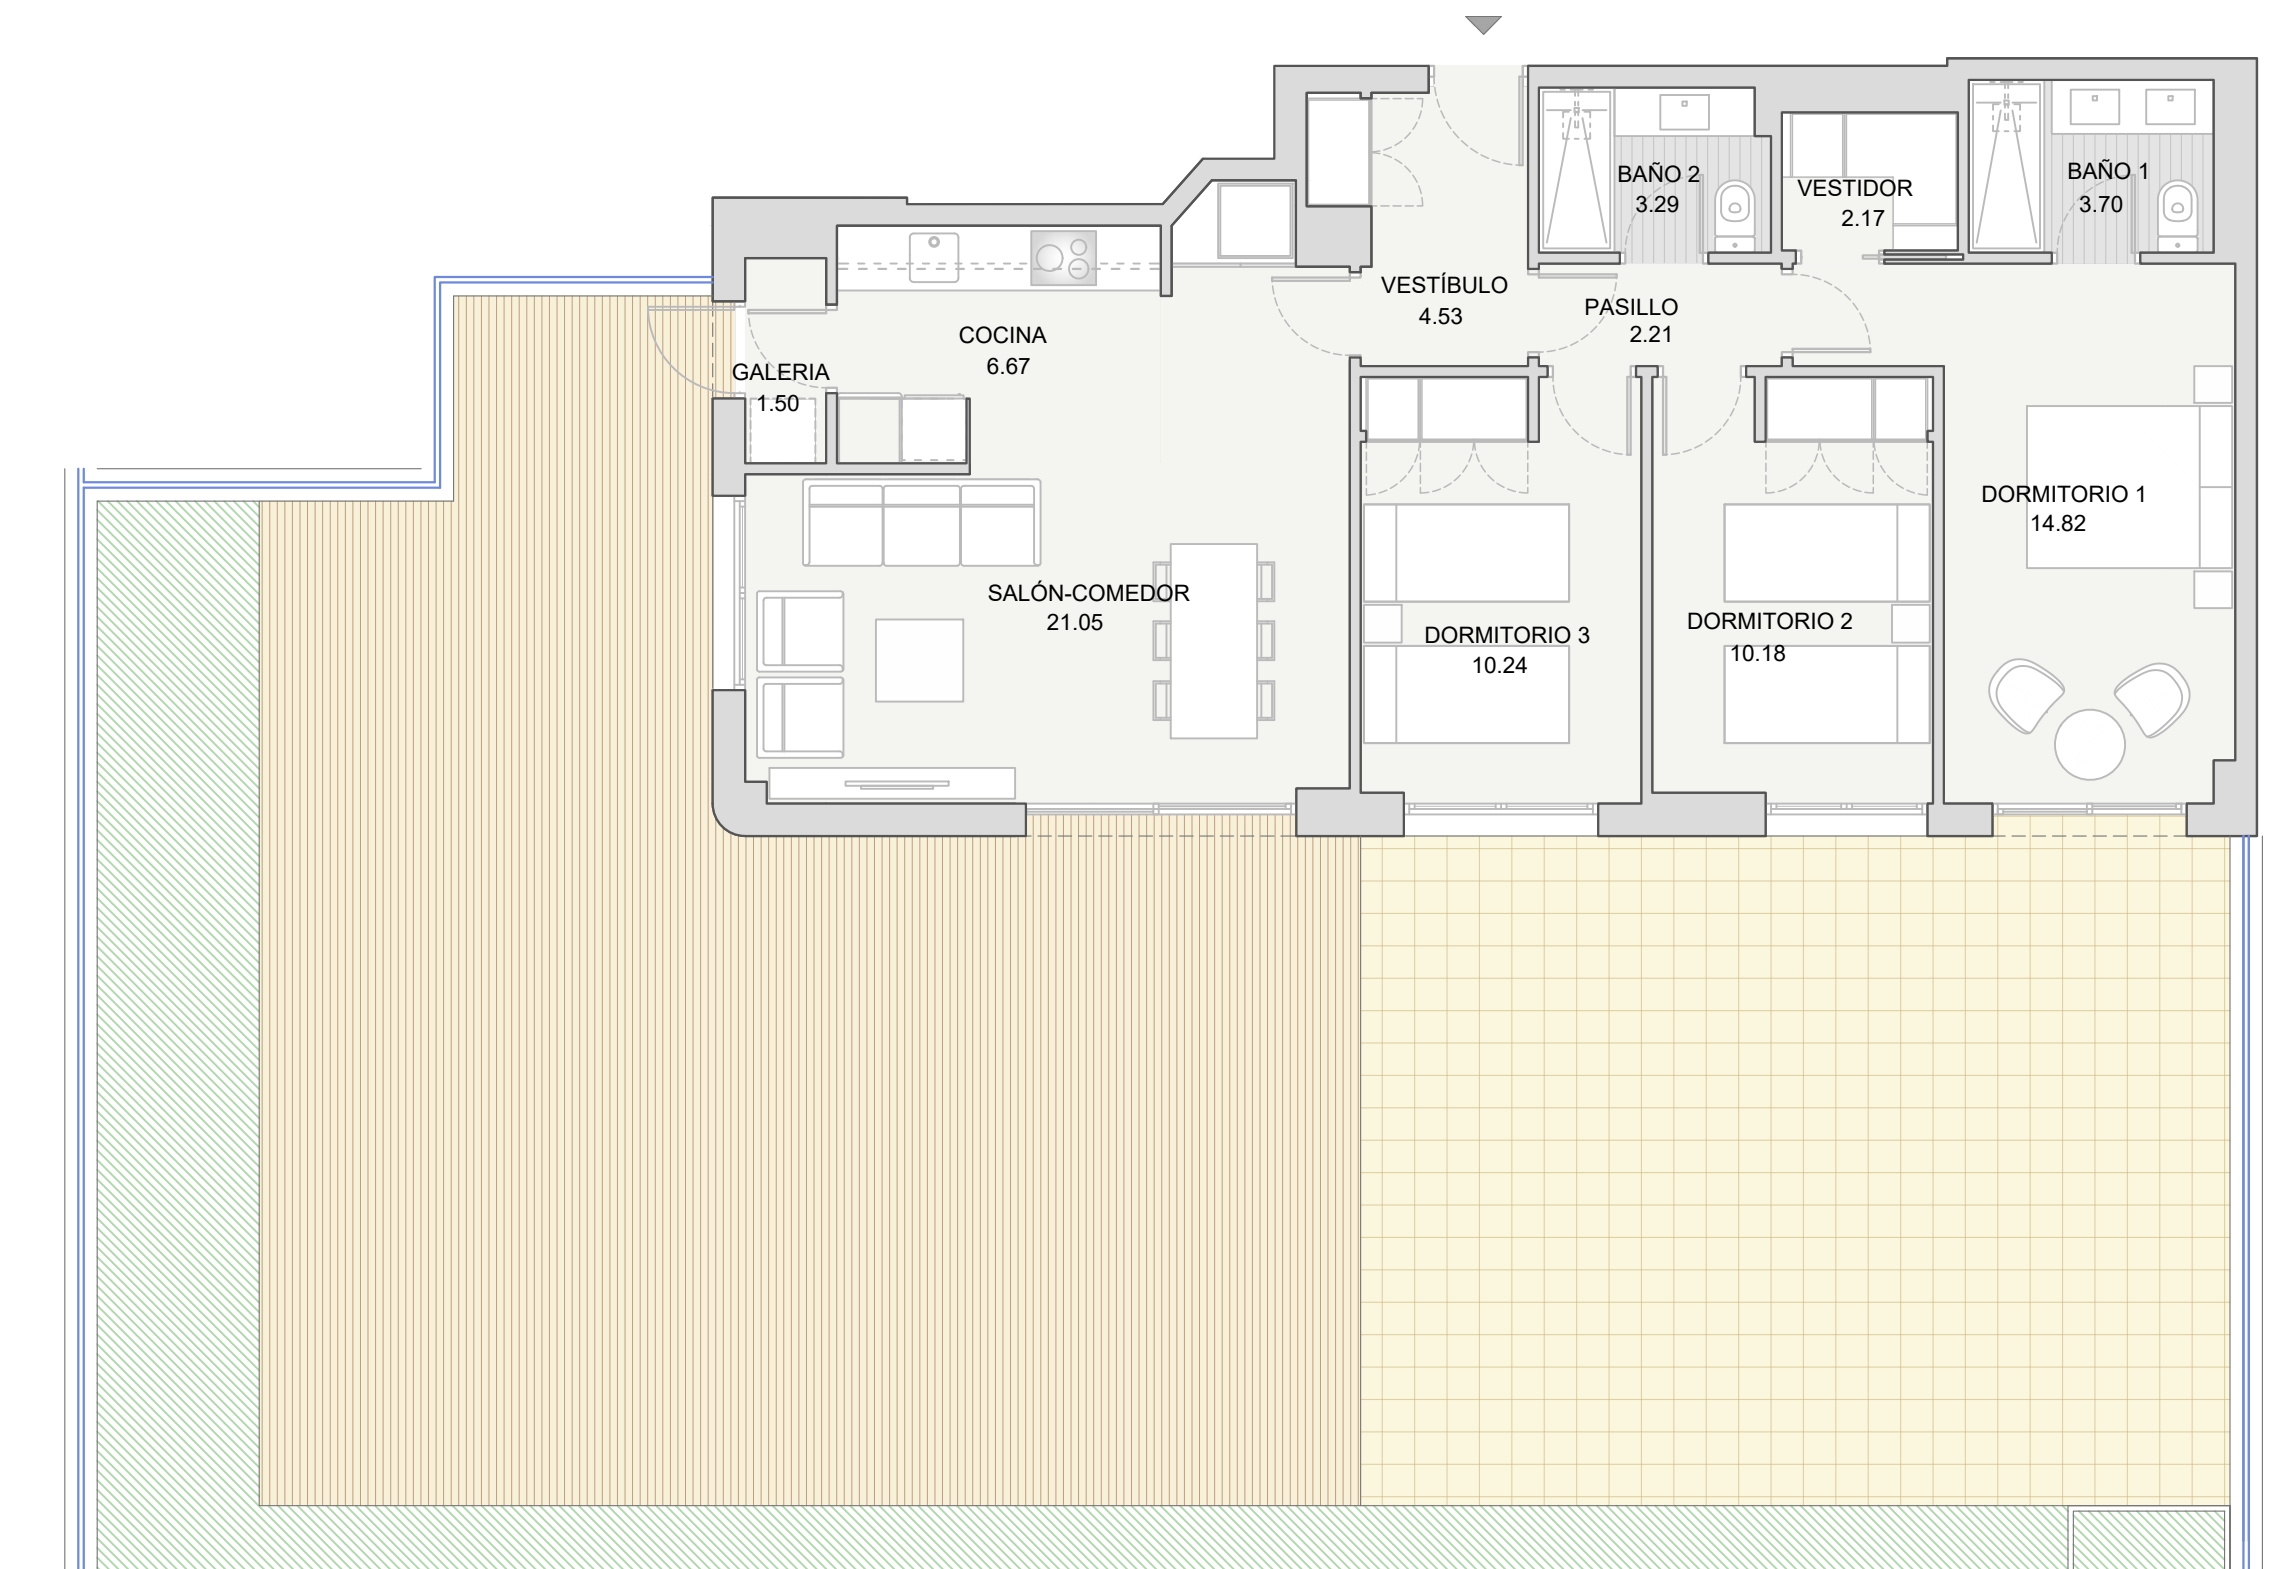 BAÑO 2
3.29
VESTIDOR
2.17
BAÑO 1
3.70
VESTÍBULO
4.53
PASILLO
2.21
COCINA
6.67
GALERIA
1.50
DORMITORIO 1
14.82
SALÓN-COMEDOR
21.05
DORMITORIO 3
10.24
DORMITORIO 2
10.18